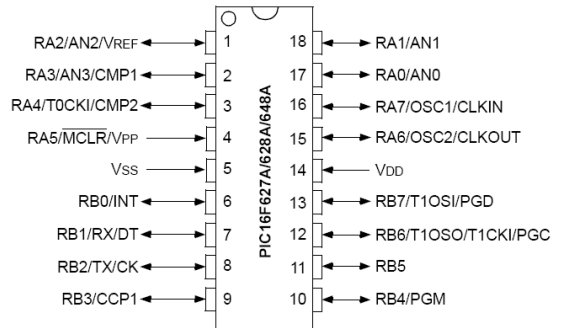 RA2/AN2/VREF 1 18 RA1/AN1
RA3/AN3/CMP1 2 17 RA0/AN0
RA4/T0CKI/CMP2 3 16 RA7/OSC1/CLKIN
RA5/MCLR/VPP 4 15 RA6/OSC2/CLKOUT
VSS 5 14 VDD
RB0/INT 6 13 RB7/T1OSI/PGD
RB1/RX/DT 7 12 RB6/T1OSO/T1CKI/PGC
RB2/TX/CK 8 11 RB5
RB3/CCP1 9 10 RB4/PGM
PIC16F627A/628A/648A